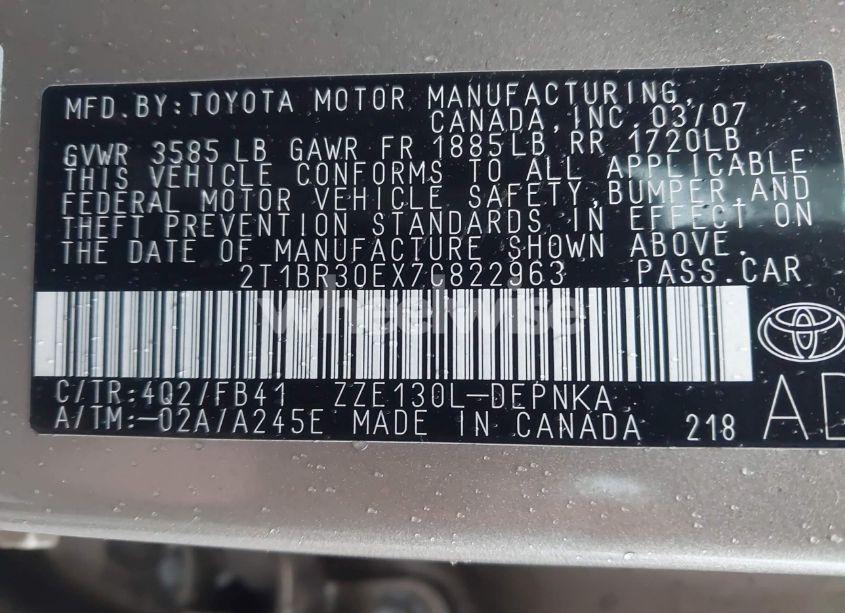 MFD.BY:TOYOTA MOTOR MANUFACTURING,
CANADA,INC.03/07
GVWR 3585 LB GAWR FR 1885LB,RR 1720LB
THIS VEHICLE CONFORMS TO ALL APPLICABLE
FEDERAL MOTOR VEHICLE SAFETY,BUMPER,AND
THEFT PREVENTION STANDARDS IN EFFECT ON
THE DATE OF MANUFACTURE SHOWN ABOVE.
2T1BR30EX7C822963 PASS.CAR
wheelwise
C/TR:4Q2/FB41 ZZE130L-DEPNKA
A/TM:-02A/A245E MADE IN CANADA 218
AD